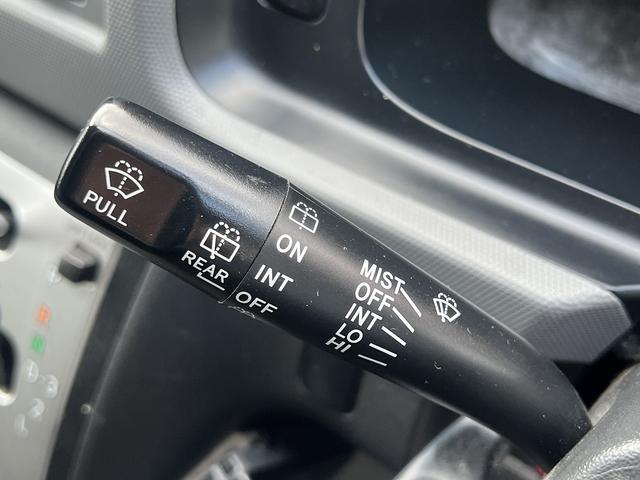 PULL
REAR
ON
INT
OFF
MIST
OFF
INT
LO
HI